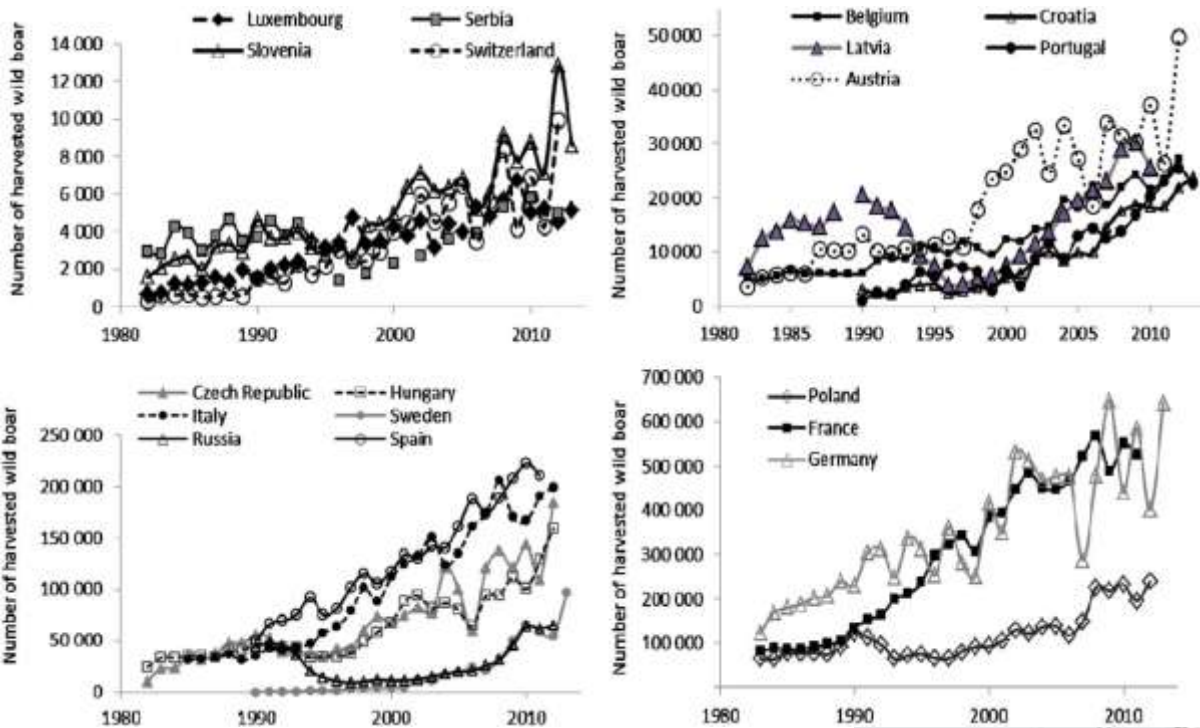 Luxembourg Serbia
Slovenia Switzerland
Number of harvested wild boar
14 000
12 000
10 000
8 000
6 000
4 000
2 000
0
1980 1990 2000 2010
Belgium Croatia
Latvia Portugal
Austria
Number of harvested wild boar
50 000
40 000
30 000
20 000
10 000
0
1980 1985 1990 1995 2000 2005 2010
Czech Republic Hungary
Italy Sweden
Russia Spain
Number of harvested wild boar
250 000
200 000
150 000
100 000
50 000
0
1980 1990 2000 2010
Poland
France
Germany
Number of harvested wild boar
700 000
600 000
500 000
400 000
300 000
200 000
100 000
1980 1990 2000 2010